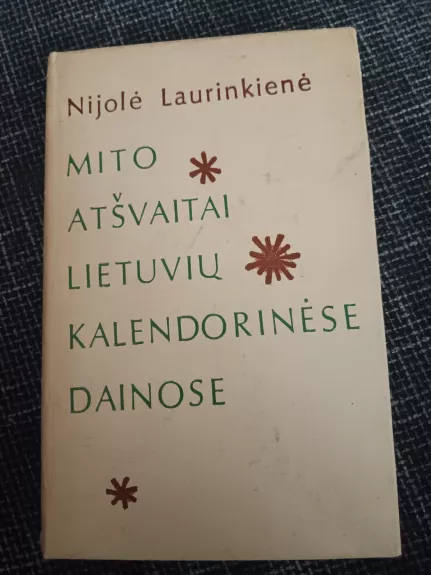 Nijolė Laurinkienė
MITO
ATŠVAITAI
LIETUVIŲ
KALENDORINĖSE
DAINOSE